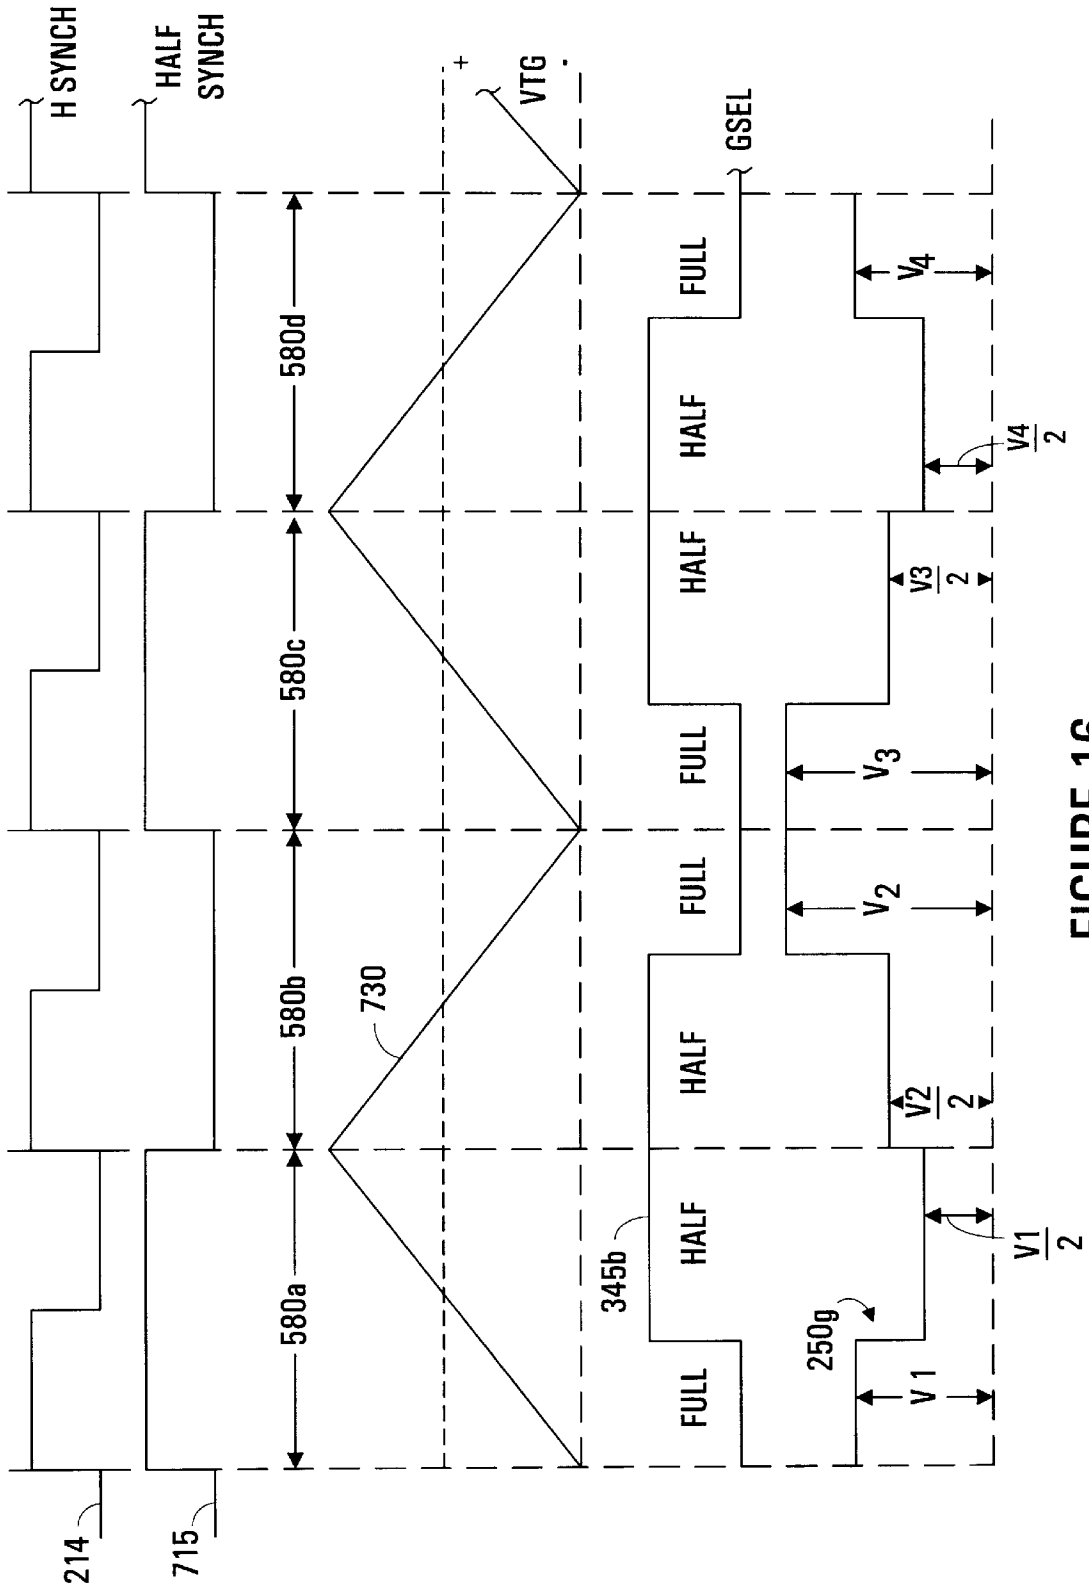 214
H SYNCH
715
HALF
SYNCH
580a
580b
580c
580d
730
+
VTG
-
345b
FULL
HALF
HALF
FULL
FULL
HALF
HALF
FULL
GSEL
250g
V1
V1
2
V2
2
V2
V3
V3
2
V4
2
V4
FIGURE 16